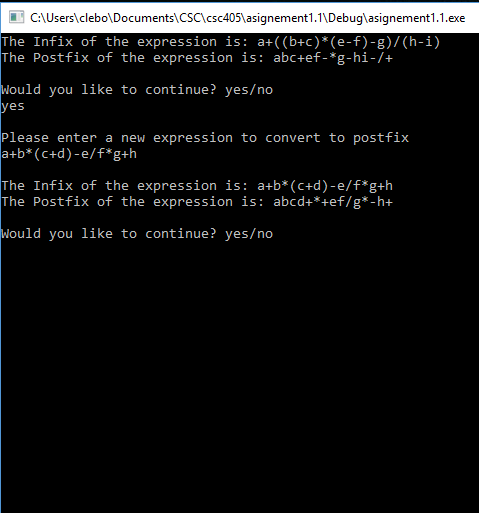 C:\Users\clebo\Documents\CSC\csc405\asignement1.1\Debug\asignement1.1.exe
The Infix of the expression is: a+((b+c)*(e-f)-g)/(h-i)
The Postfix of the expression is: abc+ef-*g-hi-/+
Would you like to continue? yes/no
yes
Please enter a new expression to convert to postfix
a+b*(c+d)-e/f*g+h
The Infix of the expression is: a+b*(c+d)-e/f*g+h
The Postfix of the expression is: abcd+*+ef/g*-h+
Would you like to continue? yes/no